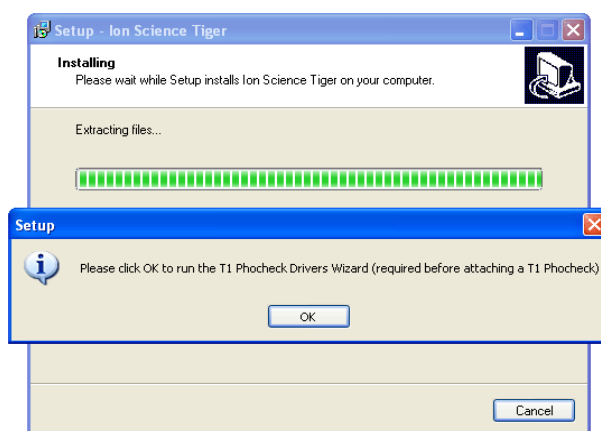 Setup - Ion Science Tiger
Installing
Please wait while Setup installs Ion Science Tiger on your computer.
Extracting files...
Setup
Please click OK to run the T1 Phocheck Drivers Wizard (required before attaching a T1 Phocheck)
OK
Cancel